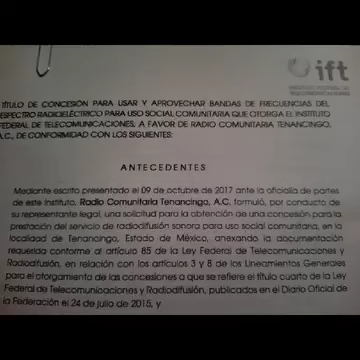 ift
INSTITUTO FEDERAL DE
TELECOMUNICACIONES
TÍTULO DE CONCESIÓN PARA USAR Y APROVECHAR BANDAS DE FRECUENCIAS DEL
ESPECTRO RADIOELÉCTRICO PARA USO SOCIAL COMUNITARIA QUE OTORGA EL INSTITUTO
FEDERAL DE TELECOMUNICACIONES, A FAVOR DE RADIO COMUNITARIA TENANCINGO,
A.C., DE CONFORMIDAD CON LOS SIGUIENTES:
ANTECEDENTES
Mediante escrito presentado el 09 de octubre de 2017 ante la oficialía de partes
de este Instituto, Radio Comunitaria Tenancingo, A.C. formuló, por conducto de
su representante legal, una solicitud para la obtención de una concesión para la
prestación del servicio de radiodifusión sonora para uso social comunitaria, en
la localidad de Tenancingo, Estado de México, anexando la documentación
requerida conforme al artículo 85 de la Ley Federal de Telecomunicaciones y
Radiodifusión, en relación con los artículos 3 y 8 de los Lineamientos Generales
para el otorgamiento de las concesiones a que se refiere el título cuarto de la Ley
Federal de Telecomunicaciones y Radiodifusión, publicados en el Diario Oficial de
la Federación el 24 de julio de 2015, y